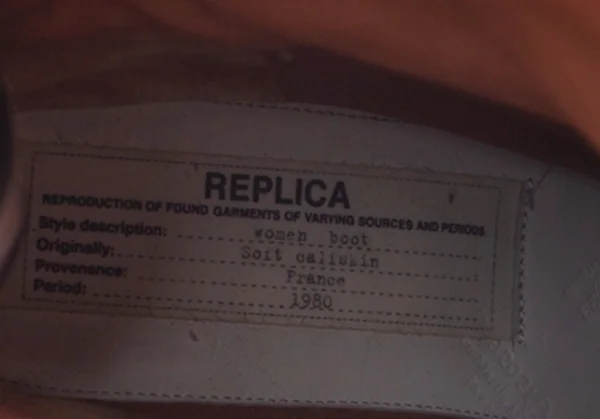 REPLICA
REPRODUCTION OF FOUND GARMENTS OF VARYING SOURCES AND PERIODS
Style description: women boot
Originally: Soft calfskin
Provenance: France
Period: 1980